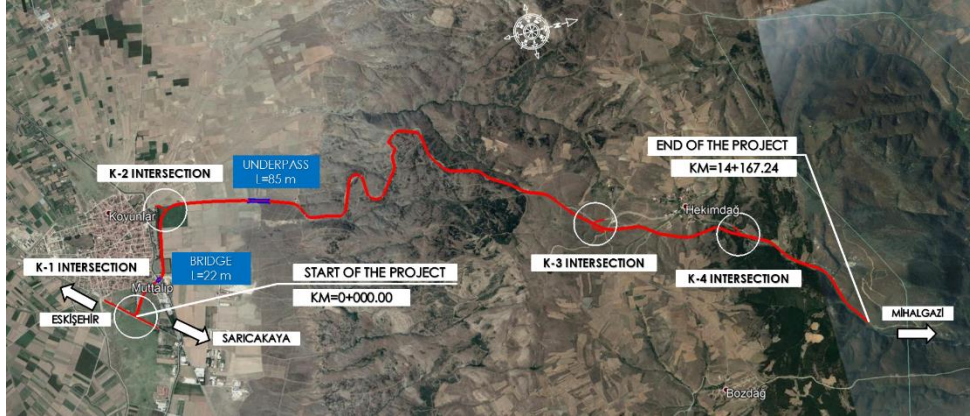 END OF THE PROJECT
KM=14+167.24
UNDERPASS
L=85 m
K-2 INTERSECTION
Koyunlar
Hekimdağ
K-3 INTERSECTION
K-4 INTERSECTION
K-1 INTERSECTION
BRIDGE
L=22 m
Muttalip
START OF THE PROJECT
KM=0+000.00
ESKİŞEHİR
SARICAKAYA
MİHALGAZİ
Bozdağ